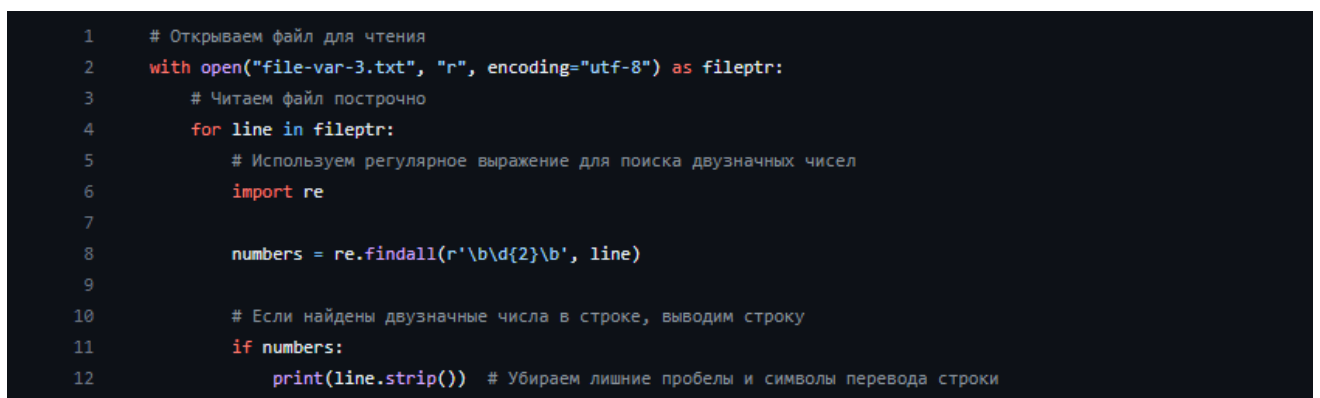 1 # Открываем файл для чтения
2 with open("file-var-3.txt", "r", encoding="utf-8") as fileptr:
3     # Читаем файл построчно
4     for line in fileptr:
5         # Используем регулярное выражение для поиска двузначных чисел
6         import re
7
8         numbers = re.findall(r'\b\d{2}\b', line)
9
10         # Если найдены двузначные числа в строке, выводим строку
11         if numbers:
12             print(line.strip())  # Убираем лишние пробелы и символы перевода строки